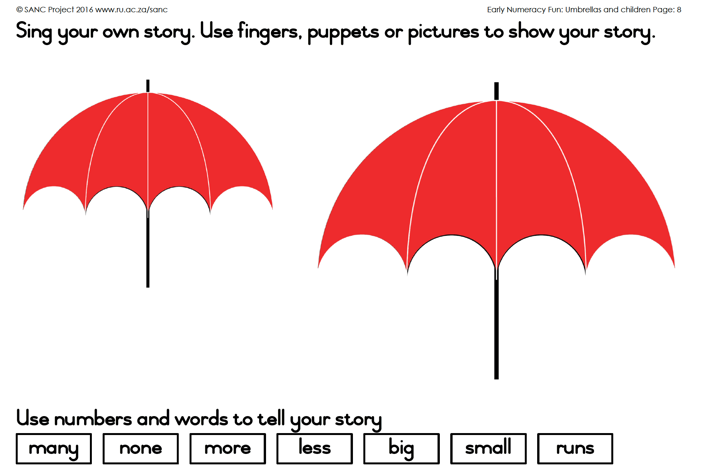 © SANC Project 2016 www.ru.ac.za/sanc Early Numeracy Fun: Umbrellas and children Page: 8
Sing your own story. Use fingers, puppets or pictures to show your story.
Use numbers and words to tell your story
many none more less big small runs